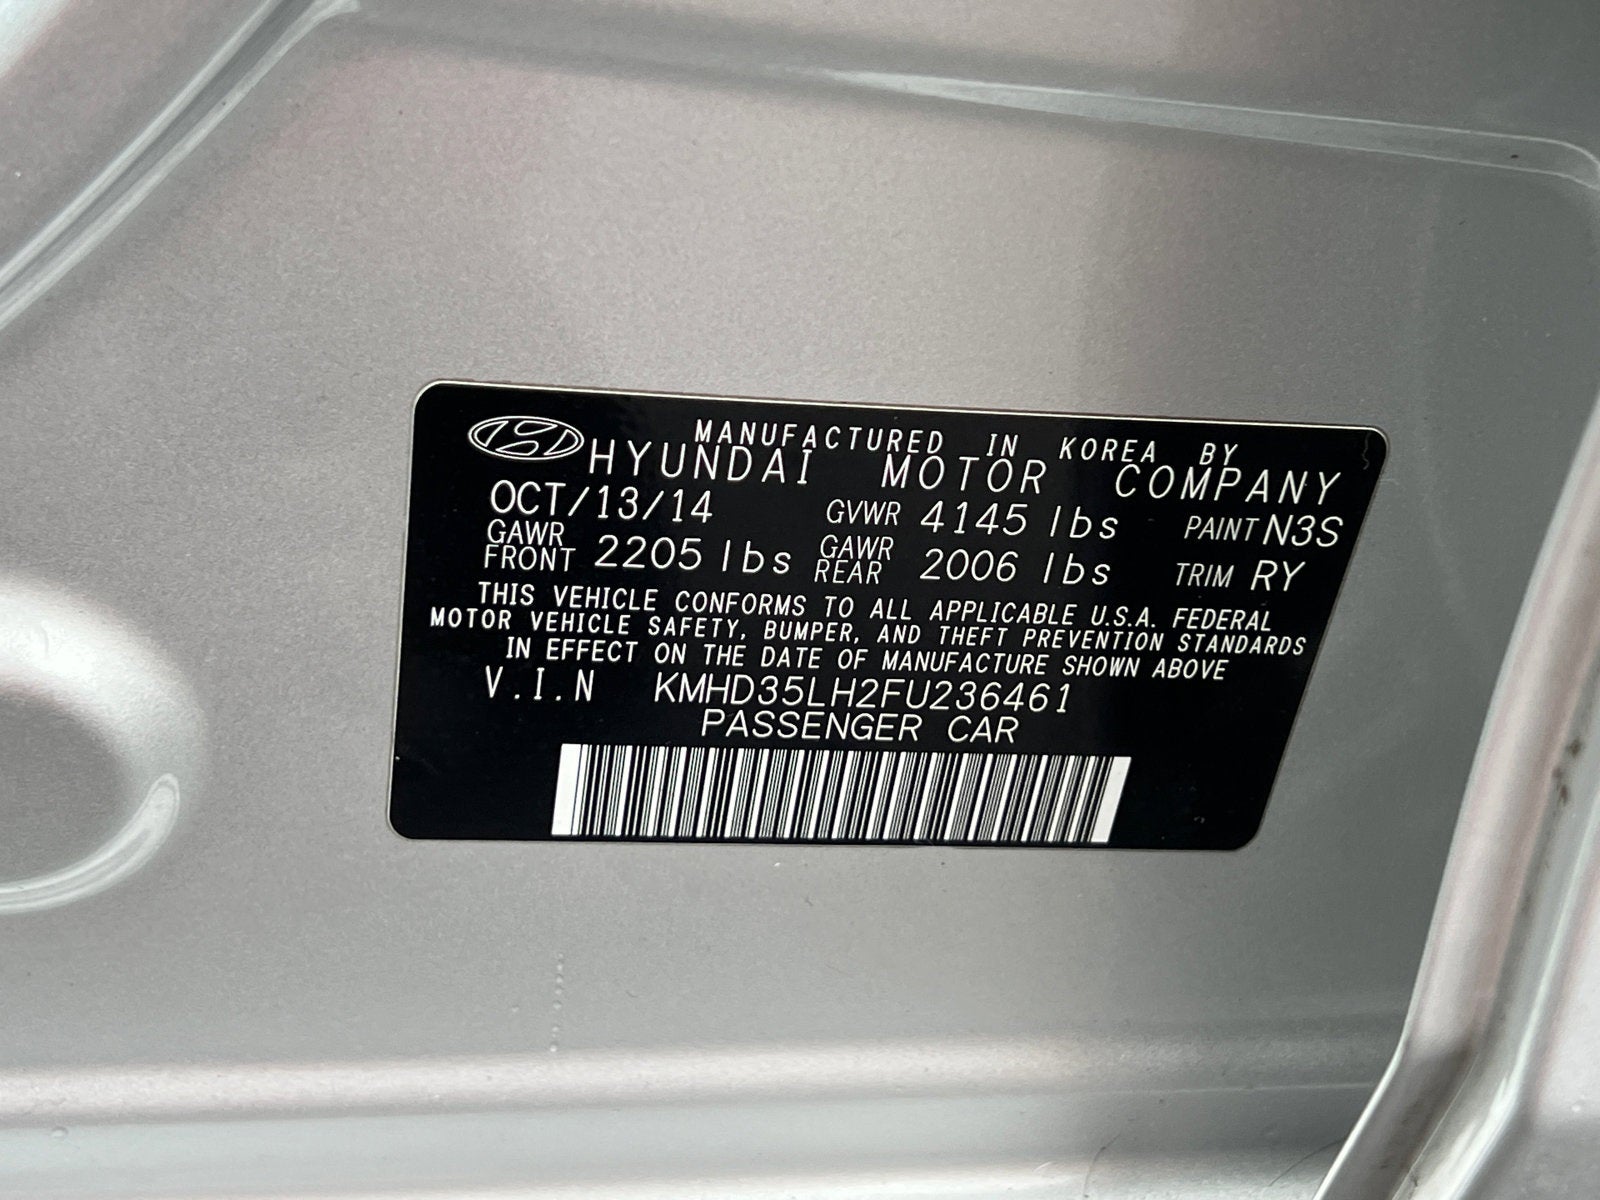 MANUFACTURED IN KOREA BY
HYUNDAI MOTOR COMPANY
OCT/13/14 GVWR 4145 lbs PAINT N3S
GAWR FRONT 2205 lbs GAWR REAR 2006 lbs TRIM RY
THIS VEHICLE CONFORMS TO ALL APPLICABLE U.S.A. FEDERAL
MOTOR VEHICLE SAFETY, BUMPER, AND THEFT PREVENTION STANDARDS
IN EFFECT ON THE DATE OF MANUFACTURE SHOWN ABOVE
V.I.N KMHD35LH2FU236461
PASSENGER CAR